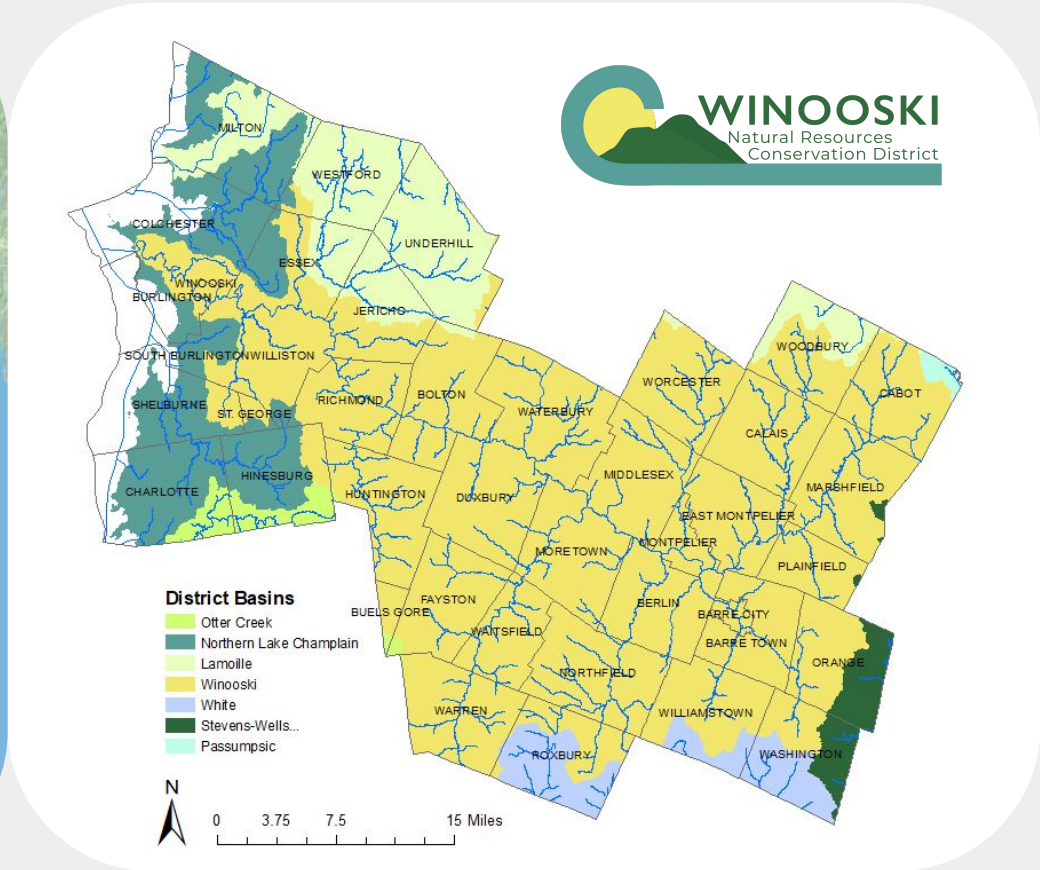 WINOOSKI
Natural Resources
Conservation District
MILTON
WESTFORD
COLCHESTER
UNDERHILL
ESSEX
WINOOSKI
BURLINGTON
JERICHO
WOODBURY
SOUTH BURLINGTON
WILLISTON
WORCESTER
CABOT
RICHMOND
BOLTON
SHELBURNE
ST. GEORGE
WATERBURY
CALAIS
HINESBURG
MIDDLESEX
CHARLOTTE
HUNTINGTON
DUXBURY
MARSHFIELD
EAST MONTPELIER
MONTPELIER
MORETOWN
PLAINFIELD
FAYSTON
BUELS GORE
BERLIN
BARRE CITY
WAITSFIELD
BARRE TOWN
ORANGE
NORTHFIELD
WARREN
WILLIAMSTOWN
ROXBURY
WASHINGTON
District Basins
Otter Creek
Northern Lake Champlain
Lamoille
Winooski
White
Stevens-Wells...
Passumpsic
N
0 3.75 7.5 15 Miles